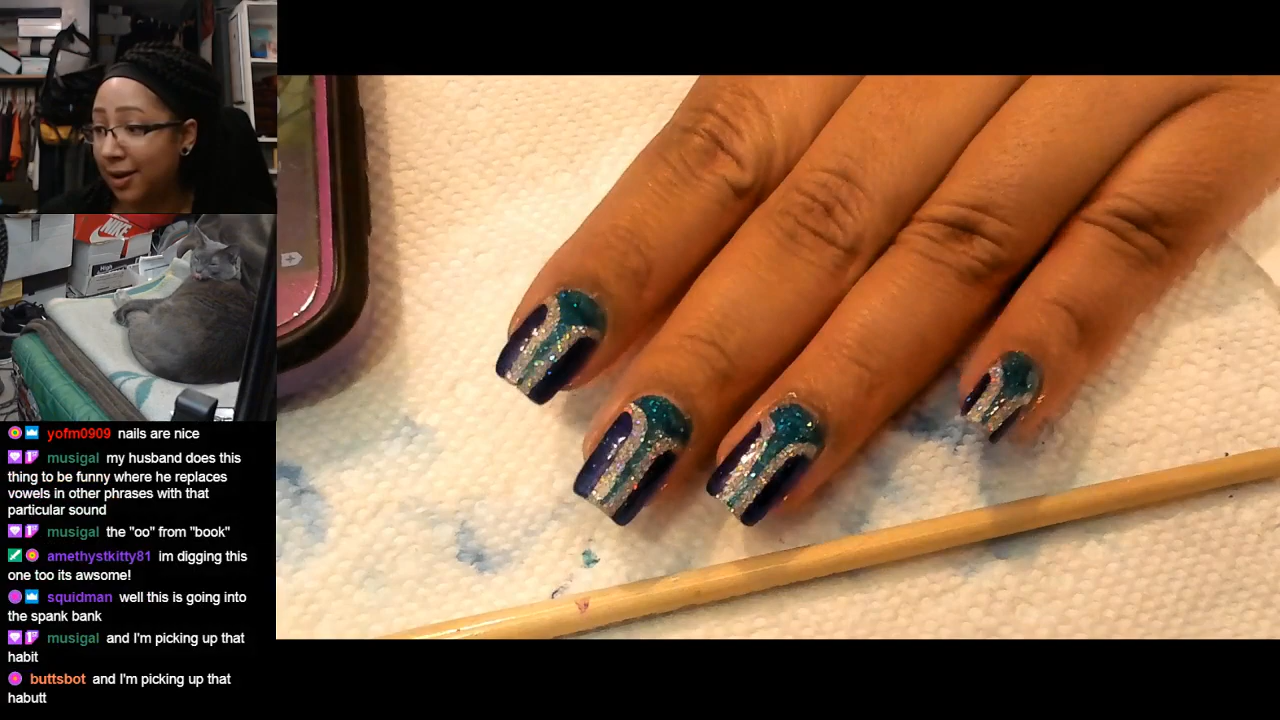 NIKE
yofm0909 nails are nice
musigal my husband does this
thing to be funny where he replaces
vowels in other phrases with that
particular sound
musigal the "oo" from "book"
amethystkitty81 im digging this
one too its awsome!
squidman well this is going into
the spank bank
musigal and I'm picking up that
habit
buttsbot and I'm picking up that
habutt